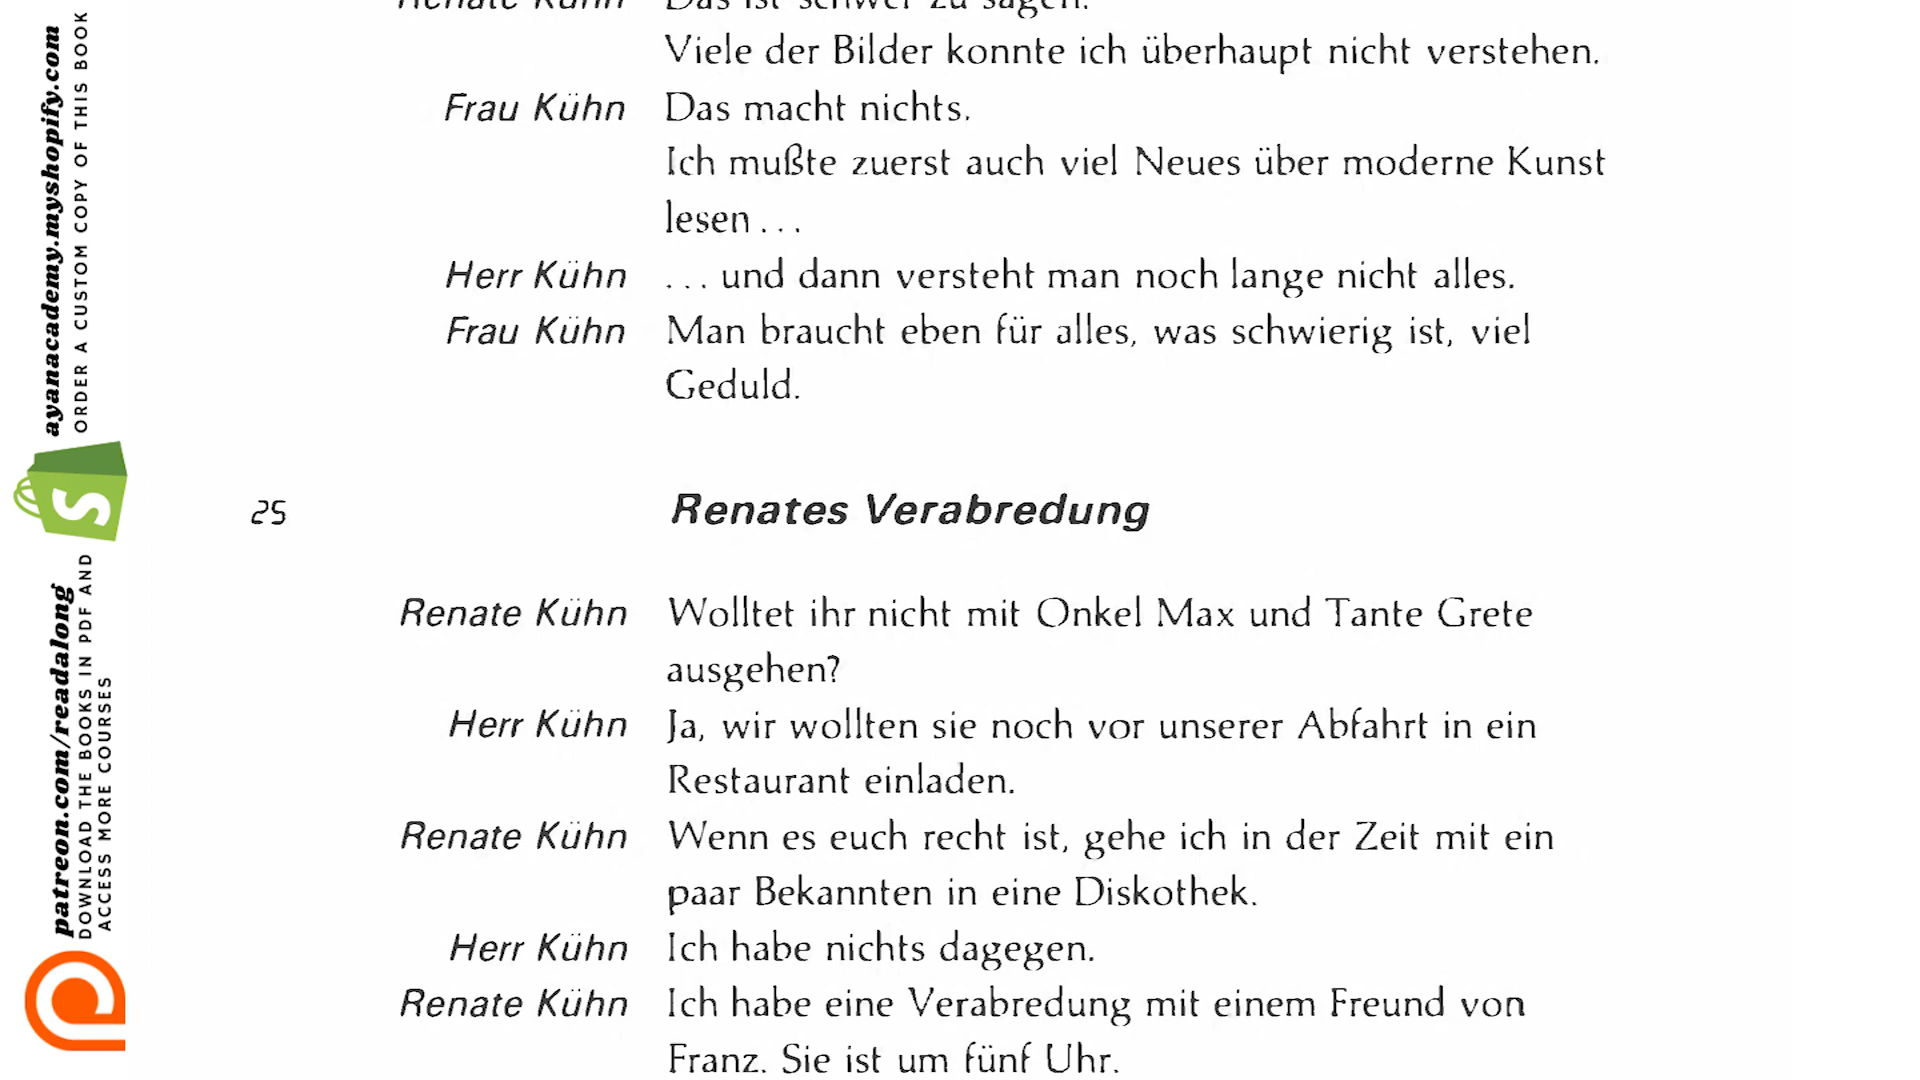 Renate Kühn Das ist schwer zu sagen.
Viele der Bilder konnte ich überhaupt nicht verstehen.
Frau Kühn Das macht nichts.
Ich mußte zuerst auch viel Neues über moderne Kunst
lesen ...
Herr Kühn ... und dann versteht man noch lange nicht alles.
Frau Kühn Man braucht eben für alles, was schwierig ist, viel
Geduld.
25 Renates Verabredung
Renate Kühn Wolltet ihr nicht mit Onkel Max und Tante Grete
ausgehen?
Herr Kühn Ja, wir wollten sie noch vor unserer Abfahrt in ein
Restaurant einladen.
Renate Kühn Wenn es euch recht ist, gehe ich in der Zeit mit ein
paar Bekannten in eine Diskothek.
Herr Kühn Ich habe nichts dagegen.
Renate Kühn Ich habe eine Verabredung mit einem Freund von
Franz. Sie ist um fünf Uhr.
ayanacademy.myshopify.com
ORDER A CUSTOM COPY OF THIS BOOK
S
patreon.com/readalong
DOWNLOAD THE BOOKS IN PDF AND
ACCESS MORE COURSES